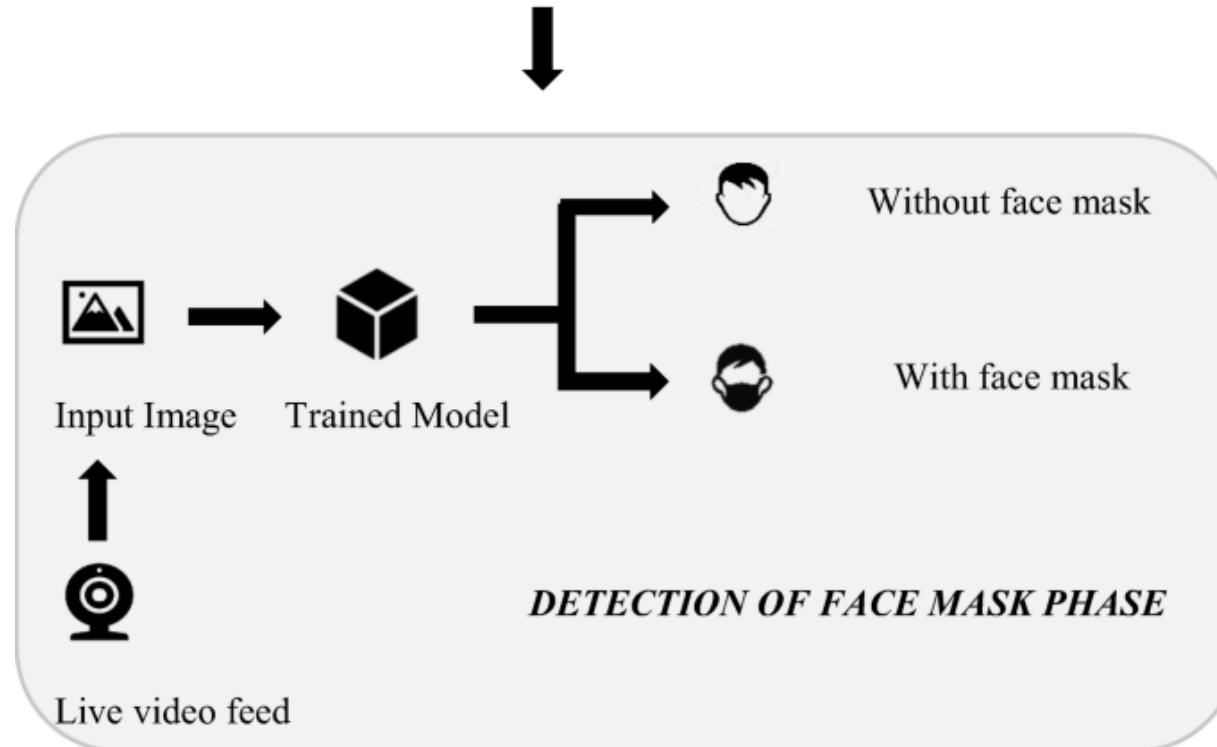 Without face mask
With face mask
Input Image
Trained Model
DETECTION OF FACE MASK PHASE
Live video feed